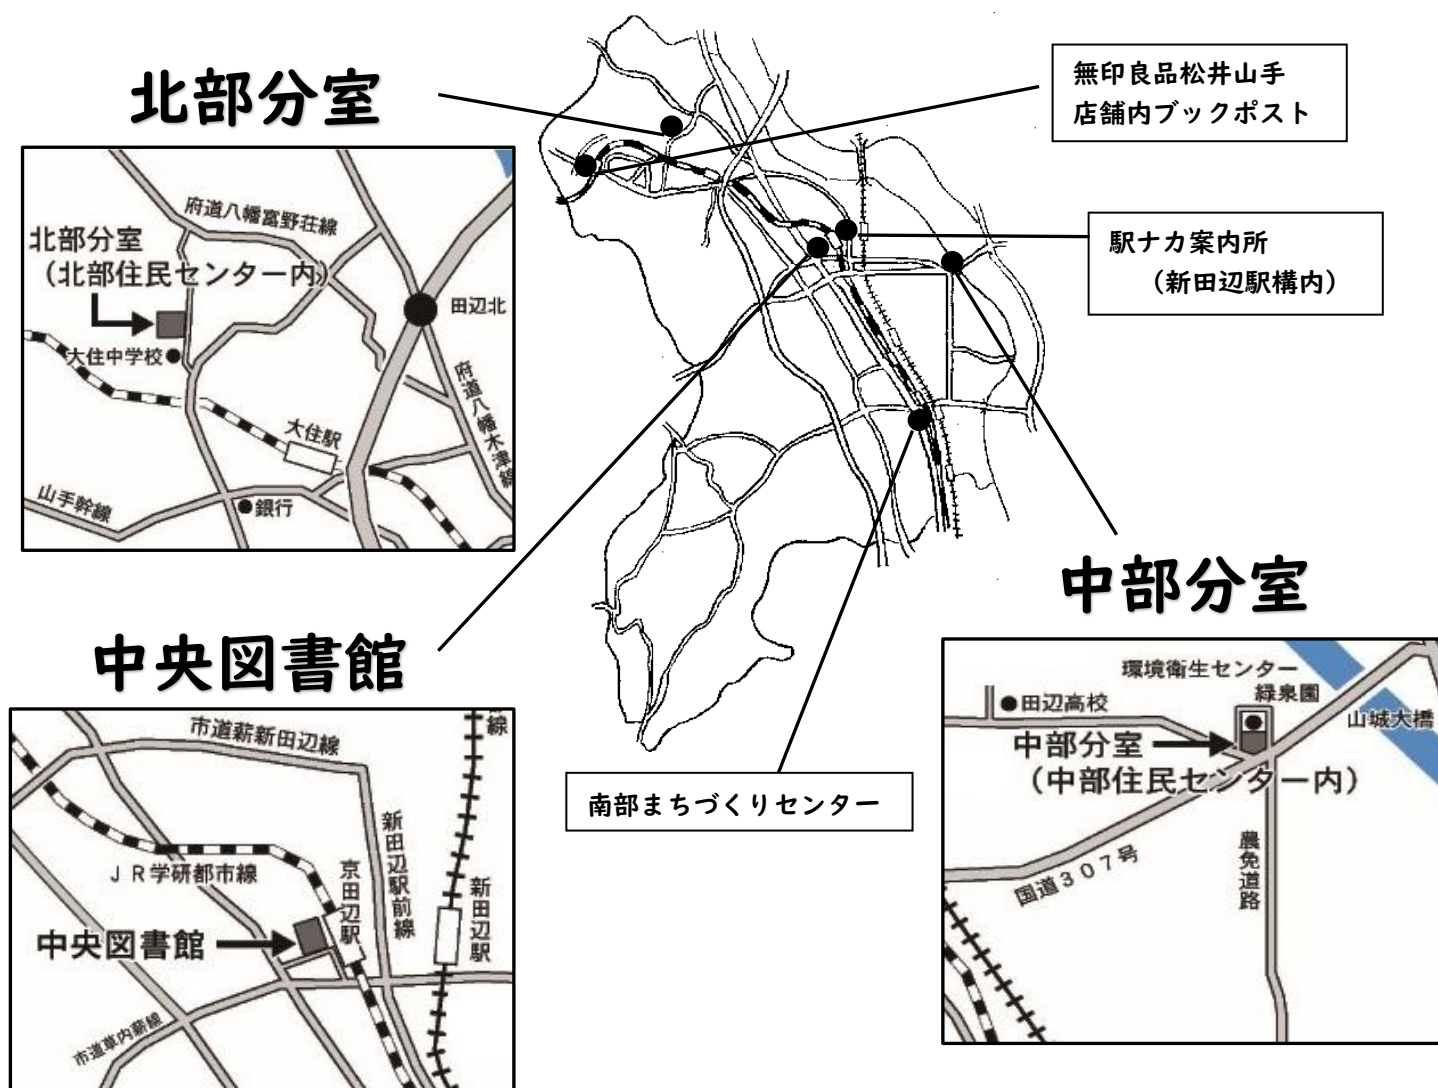 北部分室
無印良品松井山手
店舗内ブックポスト
府道八幡富野荘線
北部分室
（北部住民センター内）
田辺北
大住中学校
府道八幡木津線
大住駅
山手幹線
銀行
駅ナカ案内所
（新田辺駅構内）
中央図書館
市道薪新田辺線
線
新田辺駅前線
京田辺駅
JR学研都市線
新田辺駅
中央図書館
市道草内薪線
南部まちづくりセンター
中部分室
環境衛生センター
緑泉園
田辺高校
山城大橋
中部分室
（中部住民センター内）
農免道路
国道307号